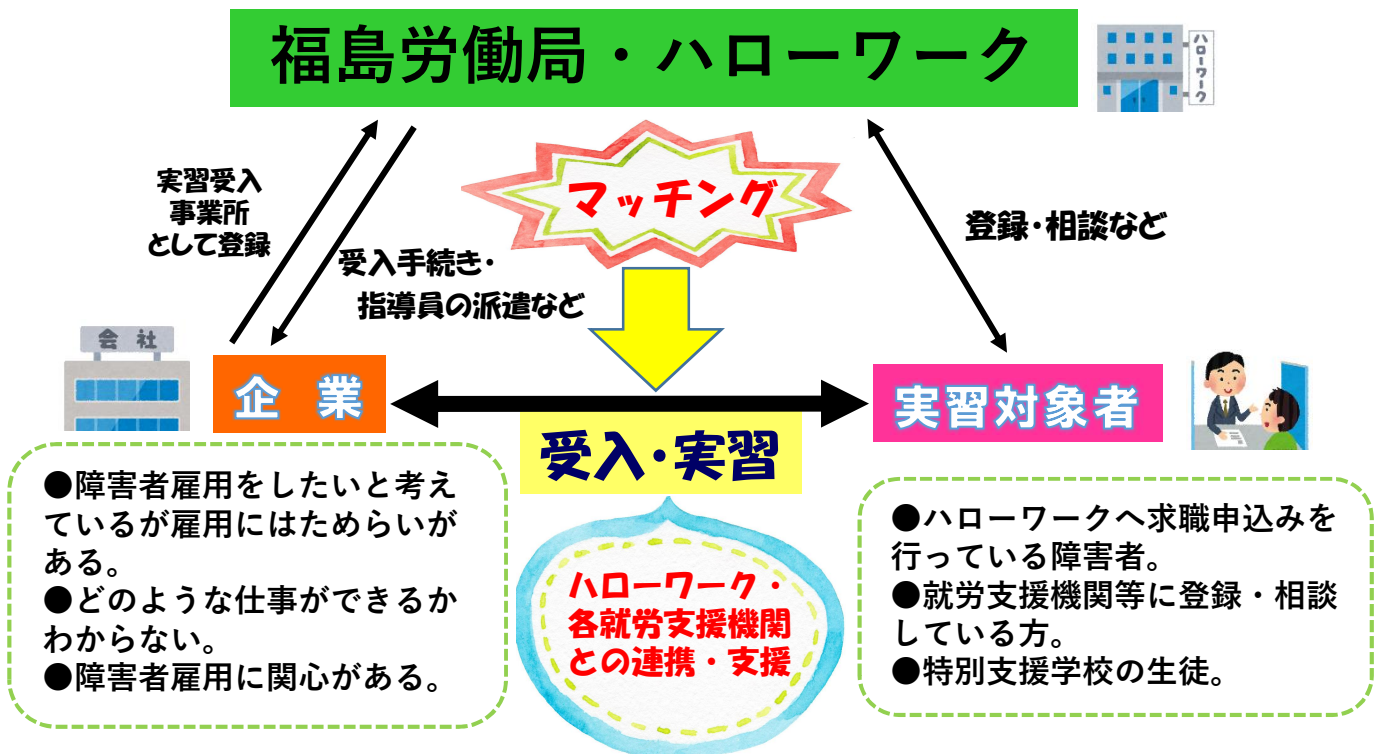 福島労働局・ハローワーク
ハローワーク
マッチング
実習受入
事業所
として登録
受入手続き・
指導員の派遣など
登録・相談など
会社
企 業
実習対象者
受入・実習
●障害者雇用をしたいと考え
ているが雇用にはためらいが
ある。
●どのような仕事ができるか
わからない。
●障害者雇用に関心がある。
ハローワーク・
各就労支援機関
との連携・支援
●ハローワークへ求職申込みを
行っている障害者。
●就労支援機関等に登録・相談
している方。
●特別支援学校の生徒。